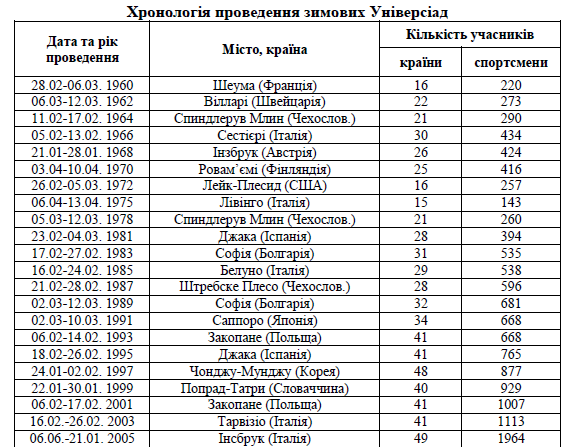 Хронологія проведення зимових Універсіад
Дата та рік проведення | Місто, країна | Кількість учасників
країни | спортсмени
28.02-06.03. 1960 | Шеума (Франція) | 16 | 220
06.03-12.03. 1962 | Вілларі (Швейцарія) | 22 | 273
11.02-17.02. 1964 | Спиндлерув Млин (Чехослов.) | 21 | 290
05.02-13.02. 1966 | Сестієрі (Італія) | 30 | 434
21.01-28.01. 1968 | Інзбрук (Австрія) | 26 | 424
03.04-10.04. 1970 | Ровам’ємі (Фінляндія) | 25 | 416
26.02-05.03. 1972 | Лейк-Плесид (США) | 16 | 257
06.04-13.04. 1975 | Лівінго (Італія) | 15 | 143
05.03-12.03. 1978 | Спиндлерув Млин (Чехослов.) | 21 | 260
23.02-04.03. 1981 | Джака (Іспанія) | 28 | 394
17.02-27.02. 1983 | Софія (Болгарія) | 31 | 535
16.02-24.02. 1985 | Белуно (Італія) | 29 | 538
21.02-28.02. 1987 | Штребске Плесо (Чехослов.) | 28 | 596
02.03-12.03. 1989 | Софія (Болгарія) | 32 | 681
02.03-10.03. 1991 | Саппоро (Японія) | 34 | 668
06.02-14.02. 1993 | Закопане (Польща) | 41 | 668
18.02-26.02. 1995 | Джака (Іспанія) | 41 | 765
24.01-02.02. 1997 | Чонджу-Мунджу (Корея) | 48 | 877
22.01-30.01. 1999 | Попрад-Татри (Словаччина) | 40 | 929
06.02-17.02. 2001 | Закопане (Польща) | 41 | 1007
16.02.-26.02. 2003 | Тарвізіо (Італія) | 41 | 1113
06.06.-21.01. 2005 | Інсбрук (Італія) | 49 | 1964